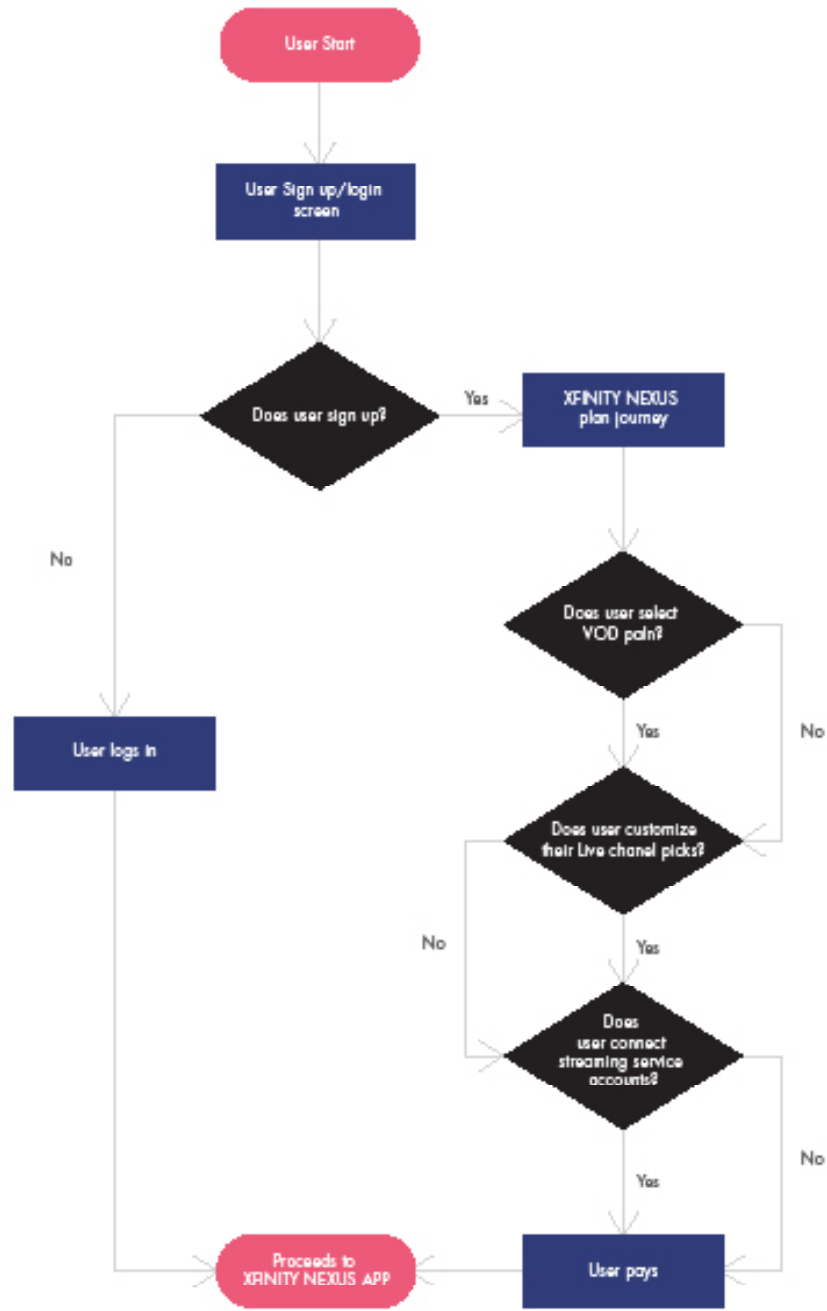 User Start
User Sign up/login
screen
Does user sign up?
Yes
XFINITY NEXUS
plan journey
No
Does user select
VOD paln?
Yes
No
User logs in
Does user customize
their Live chanel picks?
No
Yes
Does
user connect
streaming service
accounts?
No
Yes
Proceeds to
XFINITY NEXUS APP
User pays